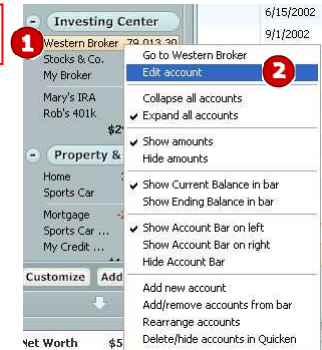 6/15/2002
9/1/2002
Investing Center
1
Western Broker 79,013.30
Stocks & Co.
My Broker
Mary's IRA
Rob's 401k
Property &
Home
Sports Car
Mortgage
Sports Car ...
My Credit ...
Customize Add
Net Worth $5
Go to Western Broker
Edit account
2
Collapse all accounts
✓ Expand all accounts
✓ Show amounts
Hide amounts
✓ Show Current Balance in bar
Show Ending Balance in bar
✓ Show Account Bar on left
Show Account Bar on right
Hide Account Bar
Add new account
Add/remove accounts from bar
Rearrange accounts
Delete/hide accounts in Quicken